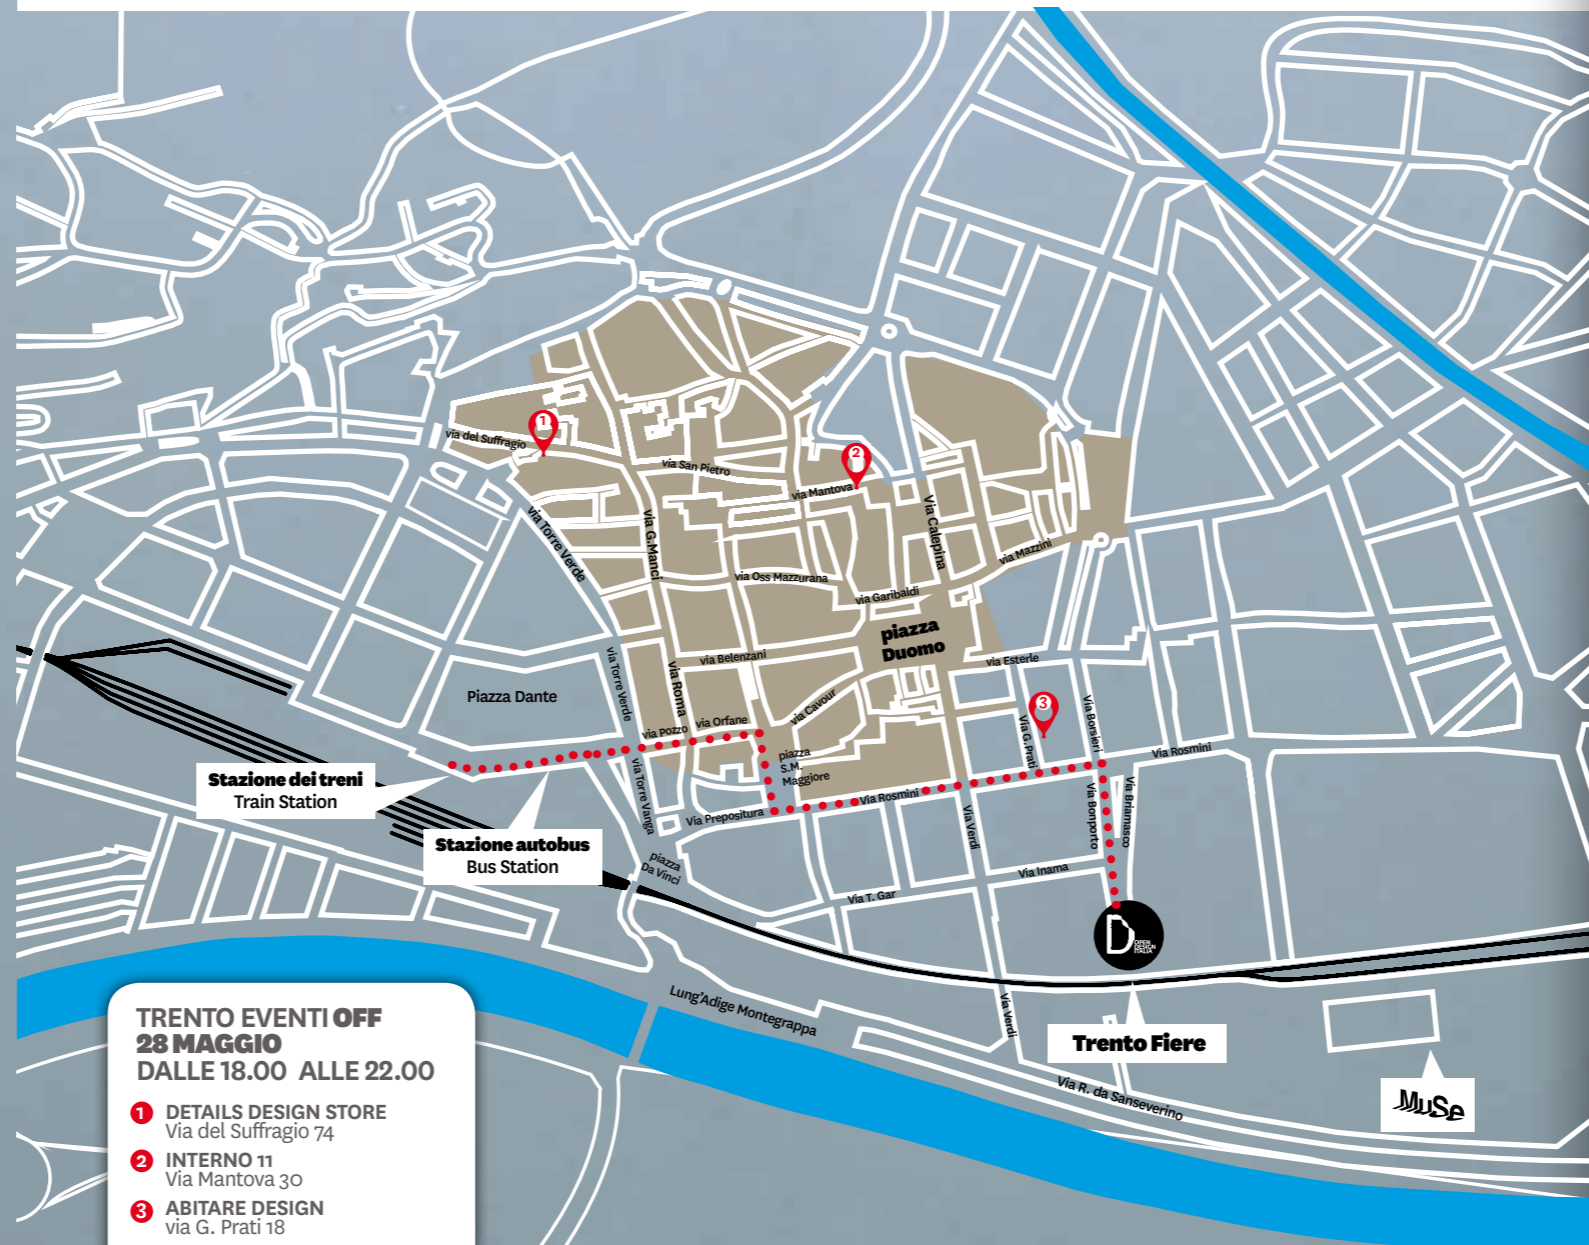 via del Suffragio
1
via San Pietro
2
via Mantova
via Torre Verde
via G.Manci
Via Calepina
via Mazzini
via Oss Mazzurana
via Garibaldi
piazza
Duomo
via Belenzani
via Esterle
via Torre Verde
via Roma
Piazza Dante
via Pozzo
via Orfane
via Cavour
3
Via G. Prati
Via Borsieri
Via Rosmini
piazza
S.M.
Maggiore
Stazione dei treni
Train Station
via Torre Vanga
Via Prepositura
Via Rosmini
Via Verdi
Via Bonporto
Via Briamasco
Stazione autobus
Bus Station
piazza
Da Vinci
Via T. Gar
Via Inama
D
OPEN
DESIGN
ITALIA
Lung'Adige Montegrappa
Via Verdi
Trento Fiere
Via R. da Sanseverino
MUSe
TRENTO EVENTI OFF
28 MAGGIO
DALLE 18.00 ALLE 22.00
1 DETAILS DESIGN STORE
Via del Suffragio 74
2 INTERNO 11
Via Mantova 30
3 ABITARE DESIGN
via G. Prati 18